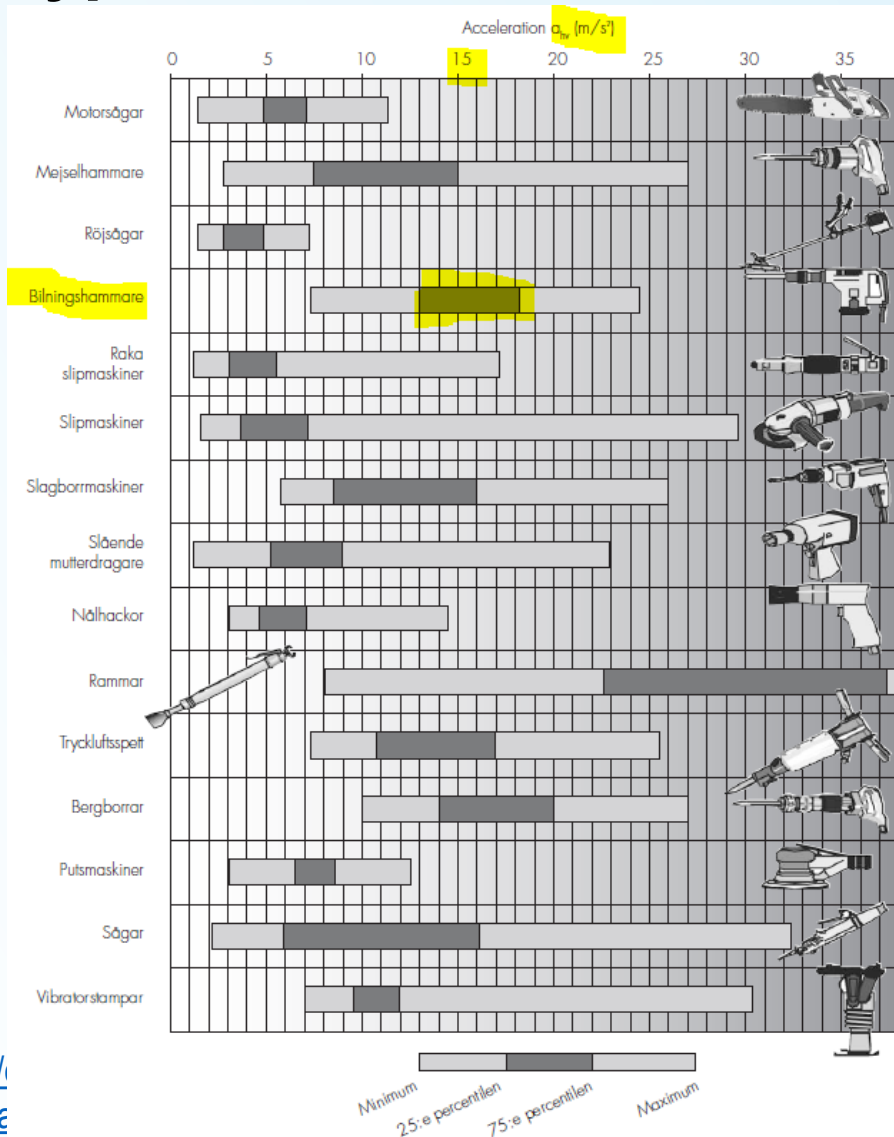 Acceleration a_hv (m/s²)
0 5 10 15 20 25 30 35
Motorsågar
Mejselhammare
Röjsågar
Bilningshammare
Raka
slipmaskiner
Slipmaskiner
Slagborrmaskiner
Slående
mutterdragare
Nålhackor
Rammar
Tryckluftsspett
Bergborrar
Putsmaskiner
Sågar
Vibratorstampar
Minimum
25:e percentilen
75:e percentilen
Maximum